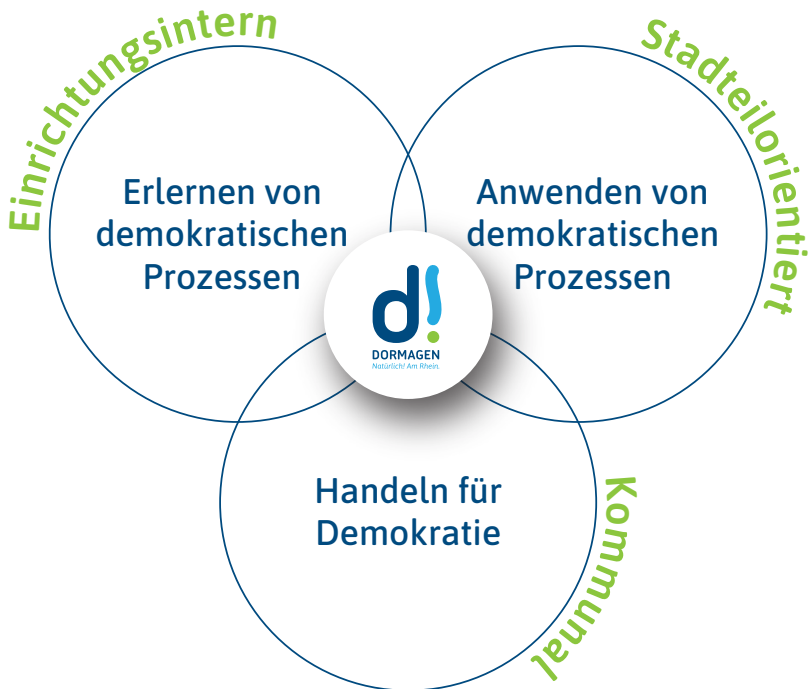 Einrichtungsintern
Stadteilorientiert
Erlernen von
demokratischen
Prozessen
Anwenden von
demokratischen
Prozessen
d!
DORMAGEN
Natürlich! Am Rhein.
Handeln für
Demokratie
Kommunal